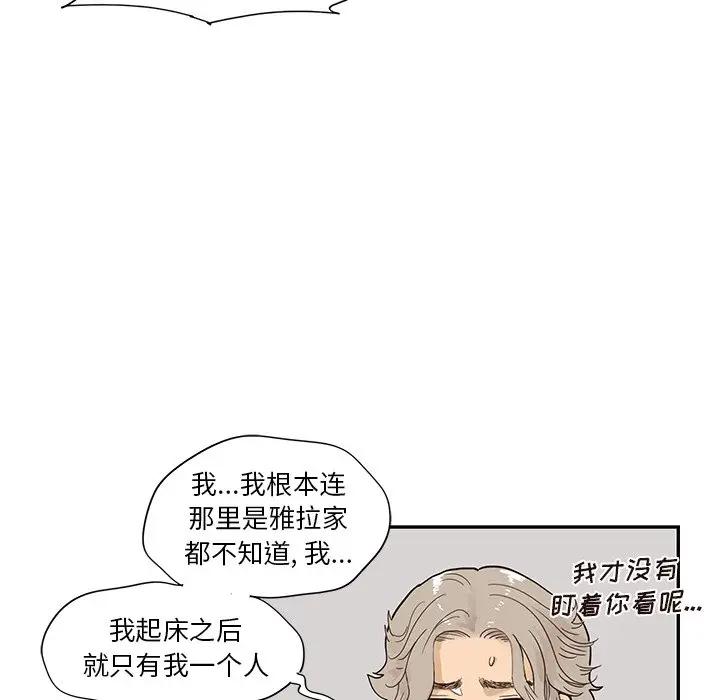 我...我根本连
那里是雅拉家
都不知道, 我...
我才没有
盯着你看呢...
我起床之后
就只有我一个人